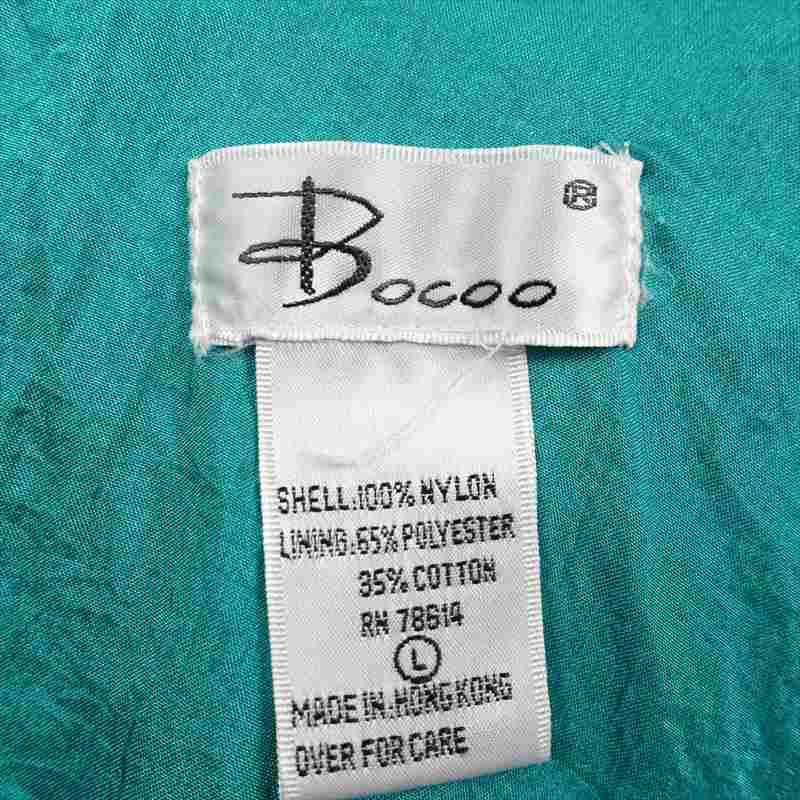 Bocoo ®
SHELL:100% NYLON
LINING:65% POLYESTER
35% COTTON
RN 78614
L
MADE IN.HONG KONG
OVER FOR CARE